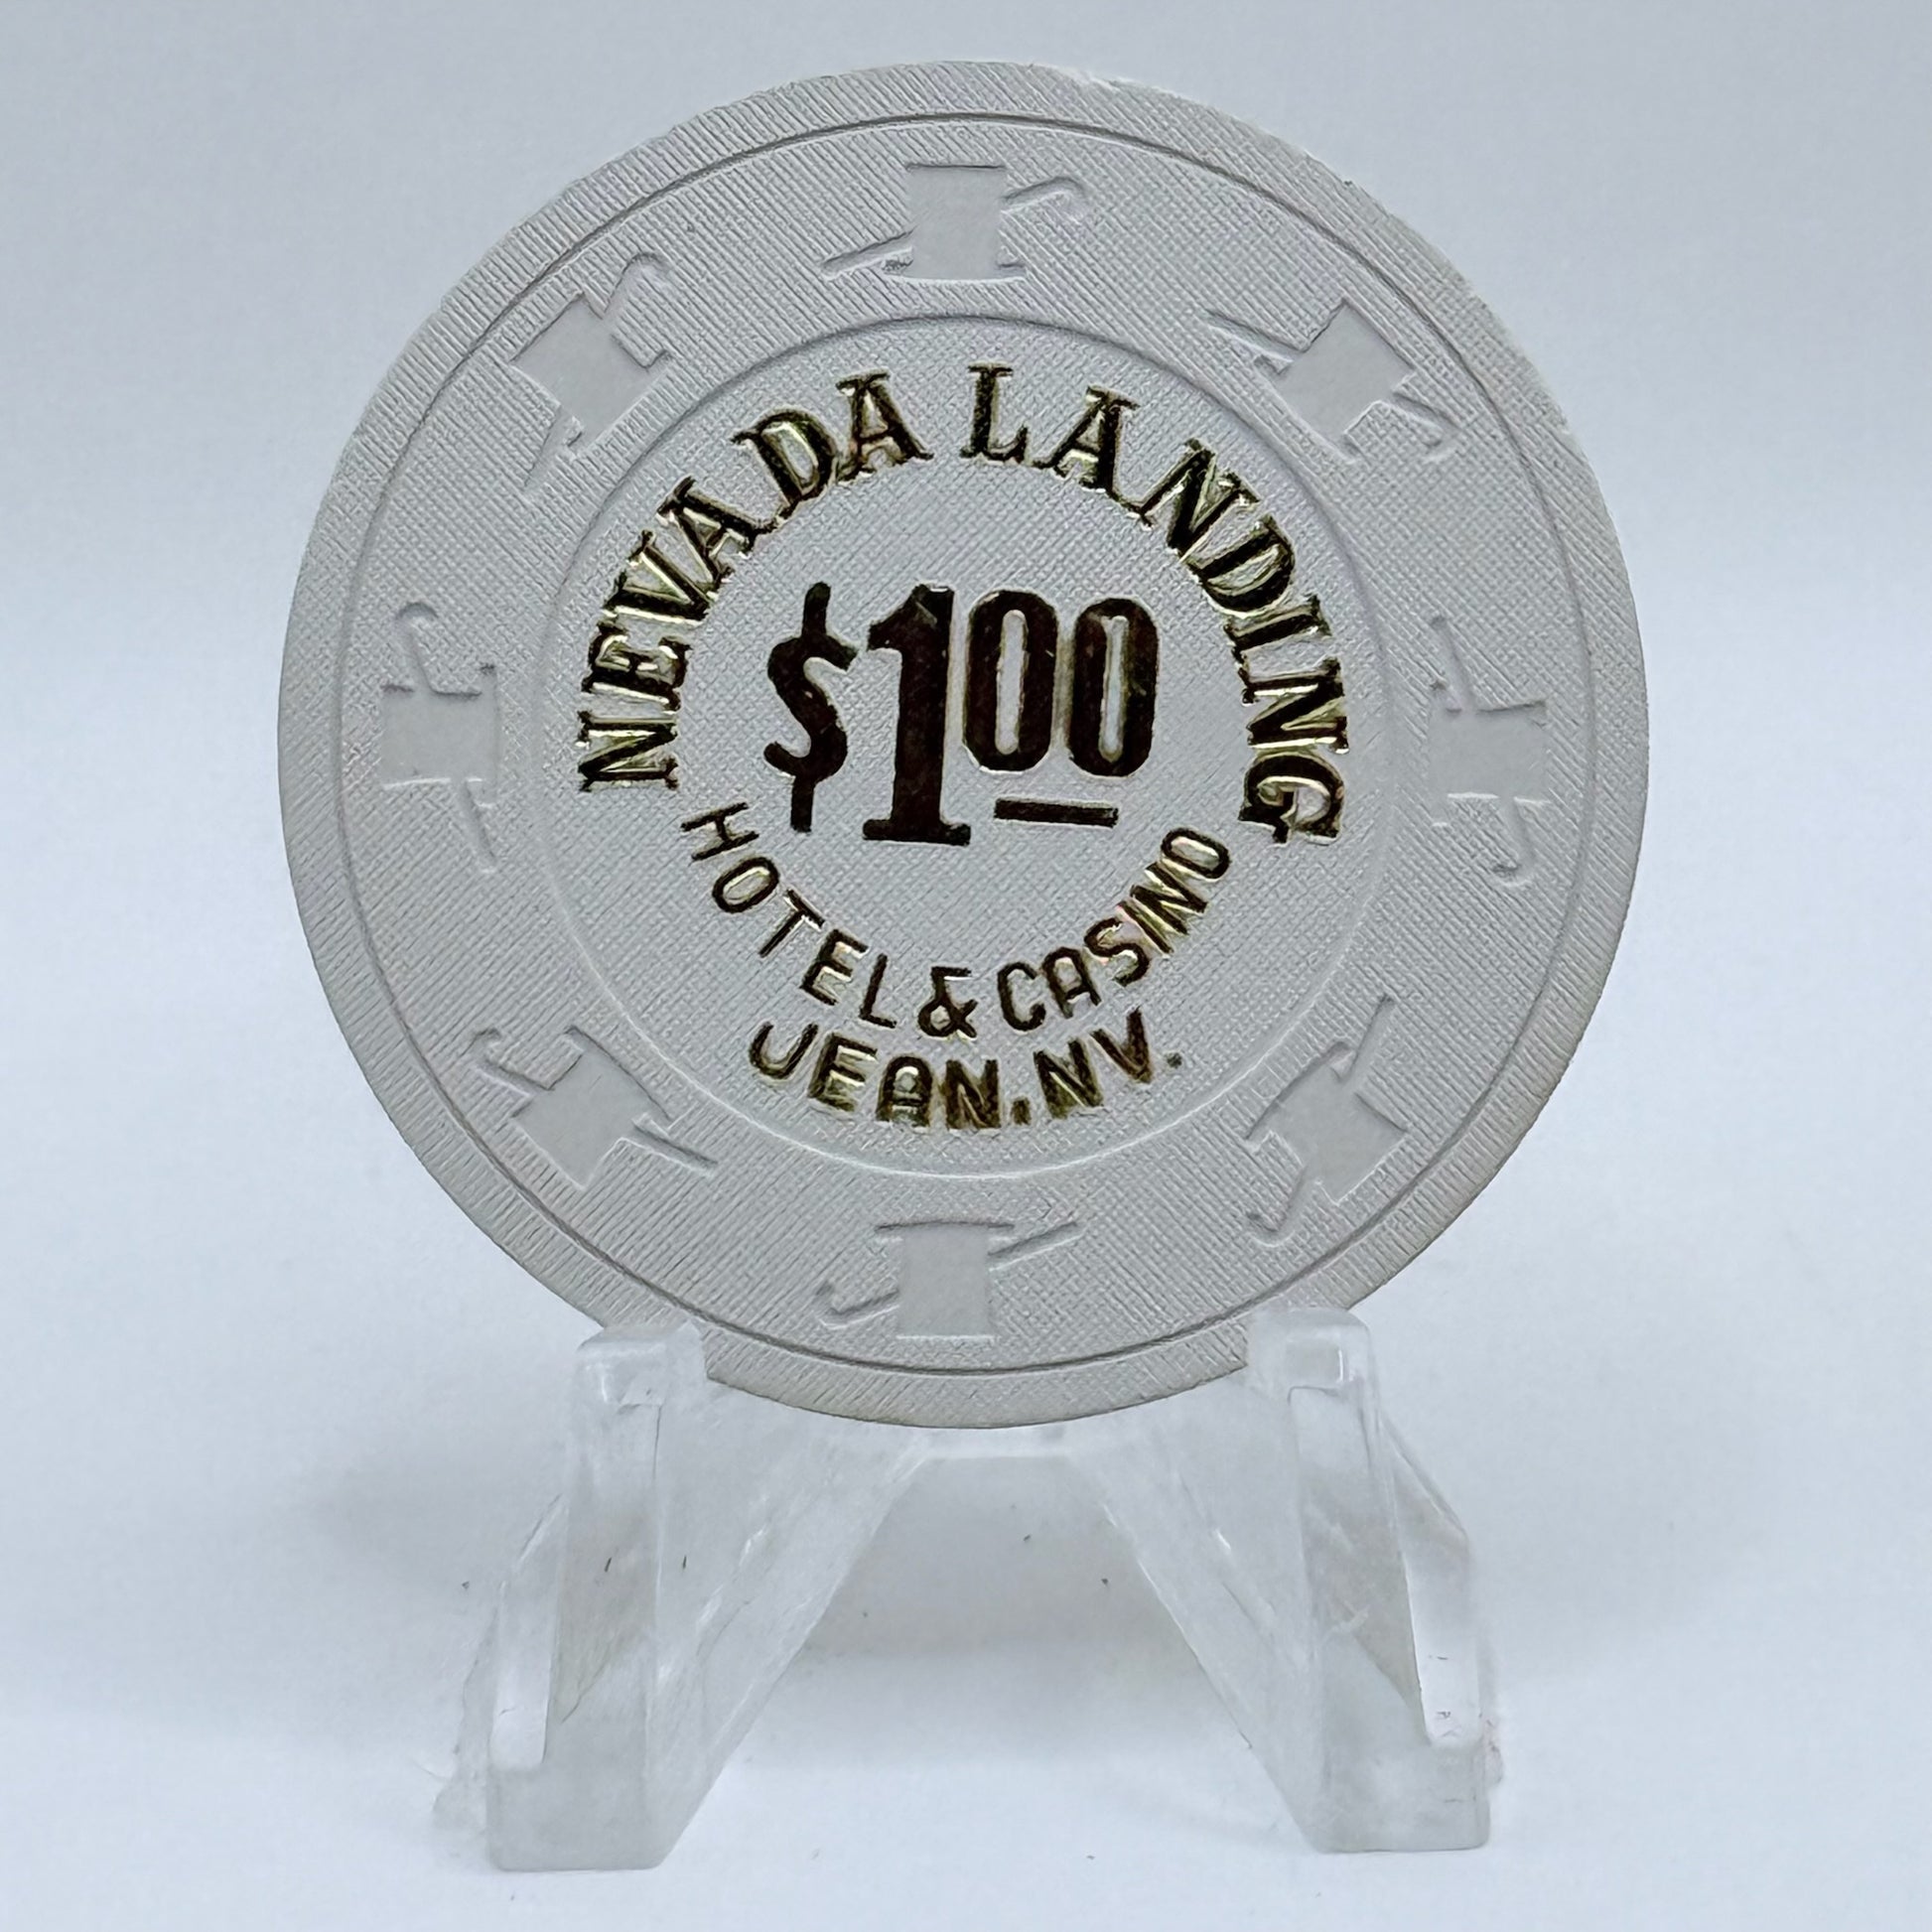 NEVADA LANDING
$1.00
HOTEL & CASINO
JEAN. NV.